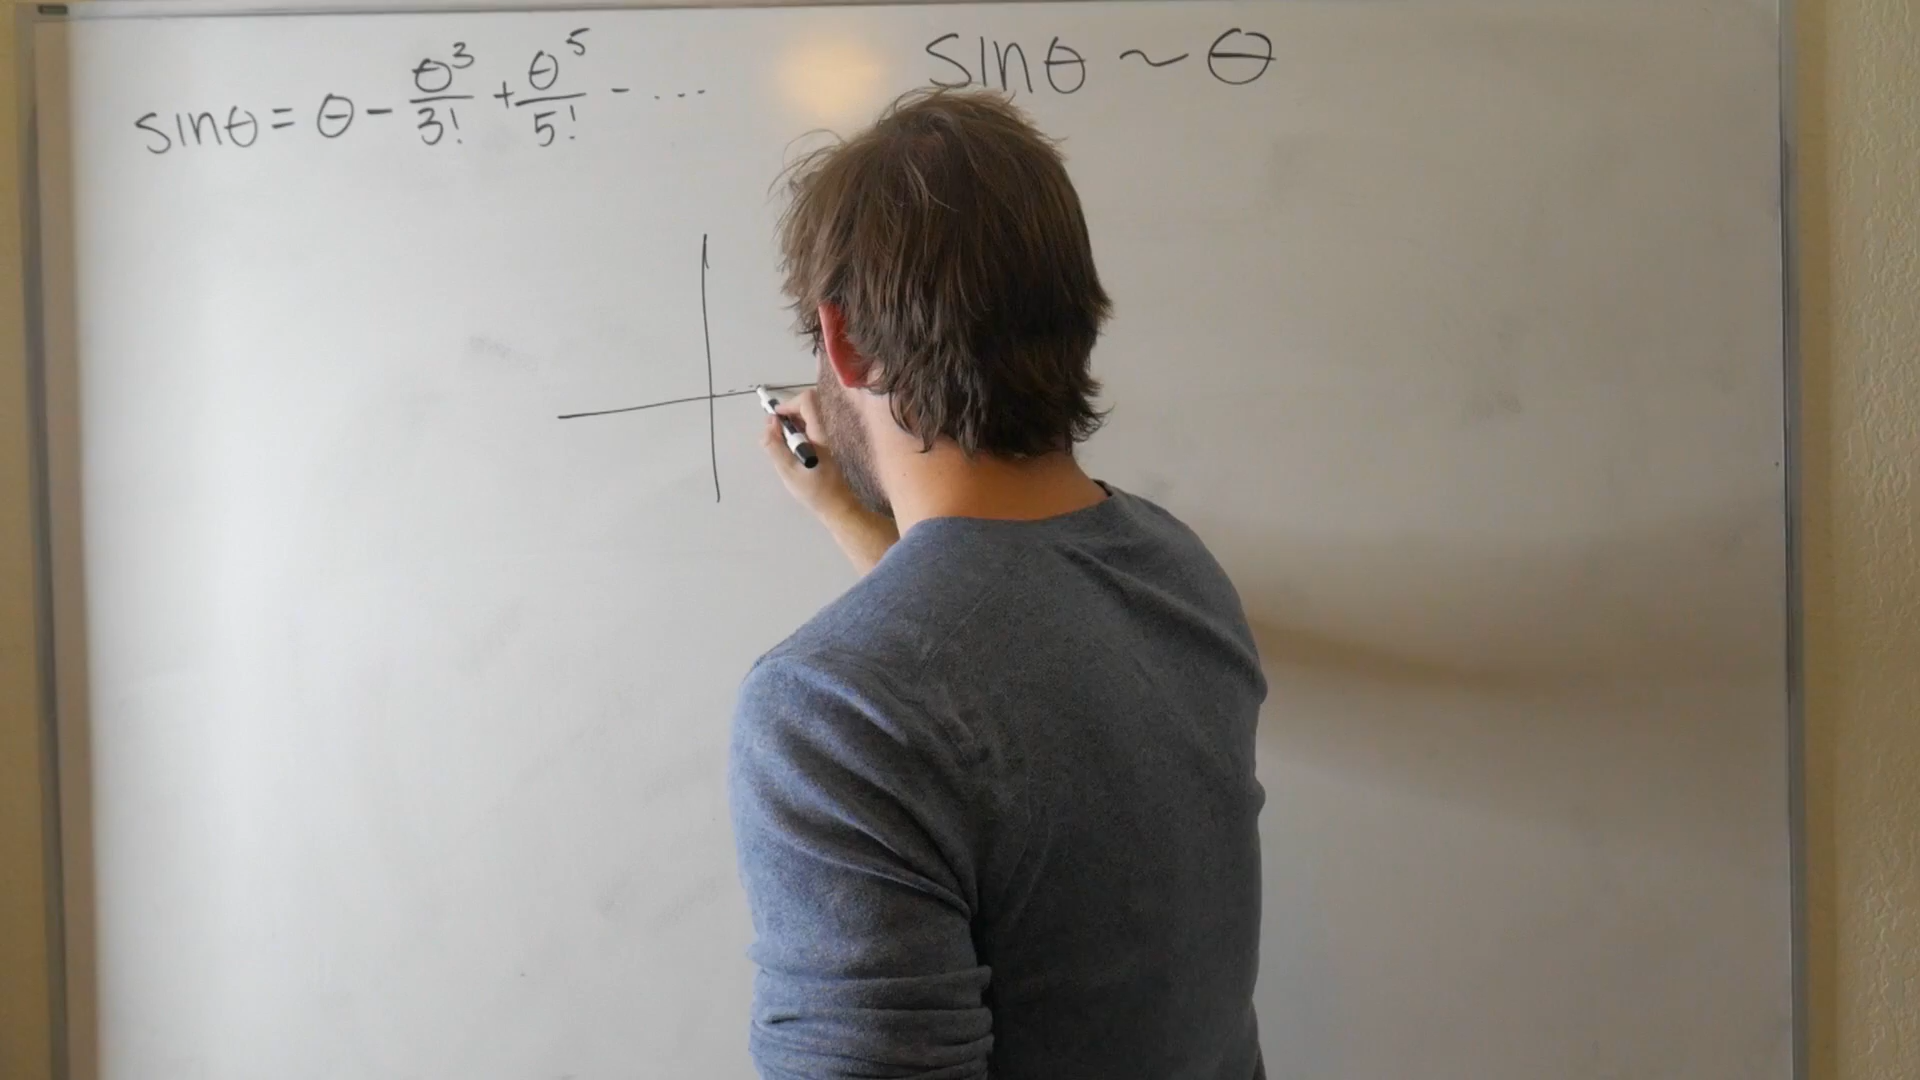 sinθ = θ - θ³/3! + θ⁵/5! - ...
sinθ ~ θ